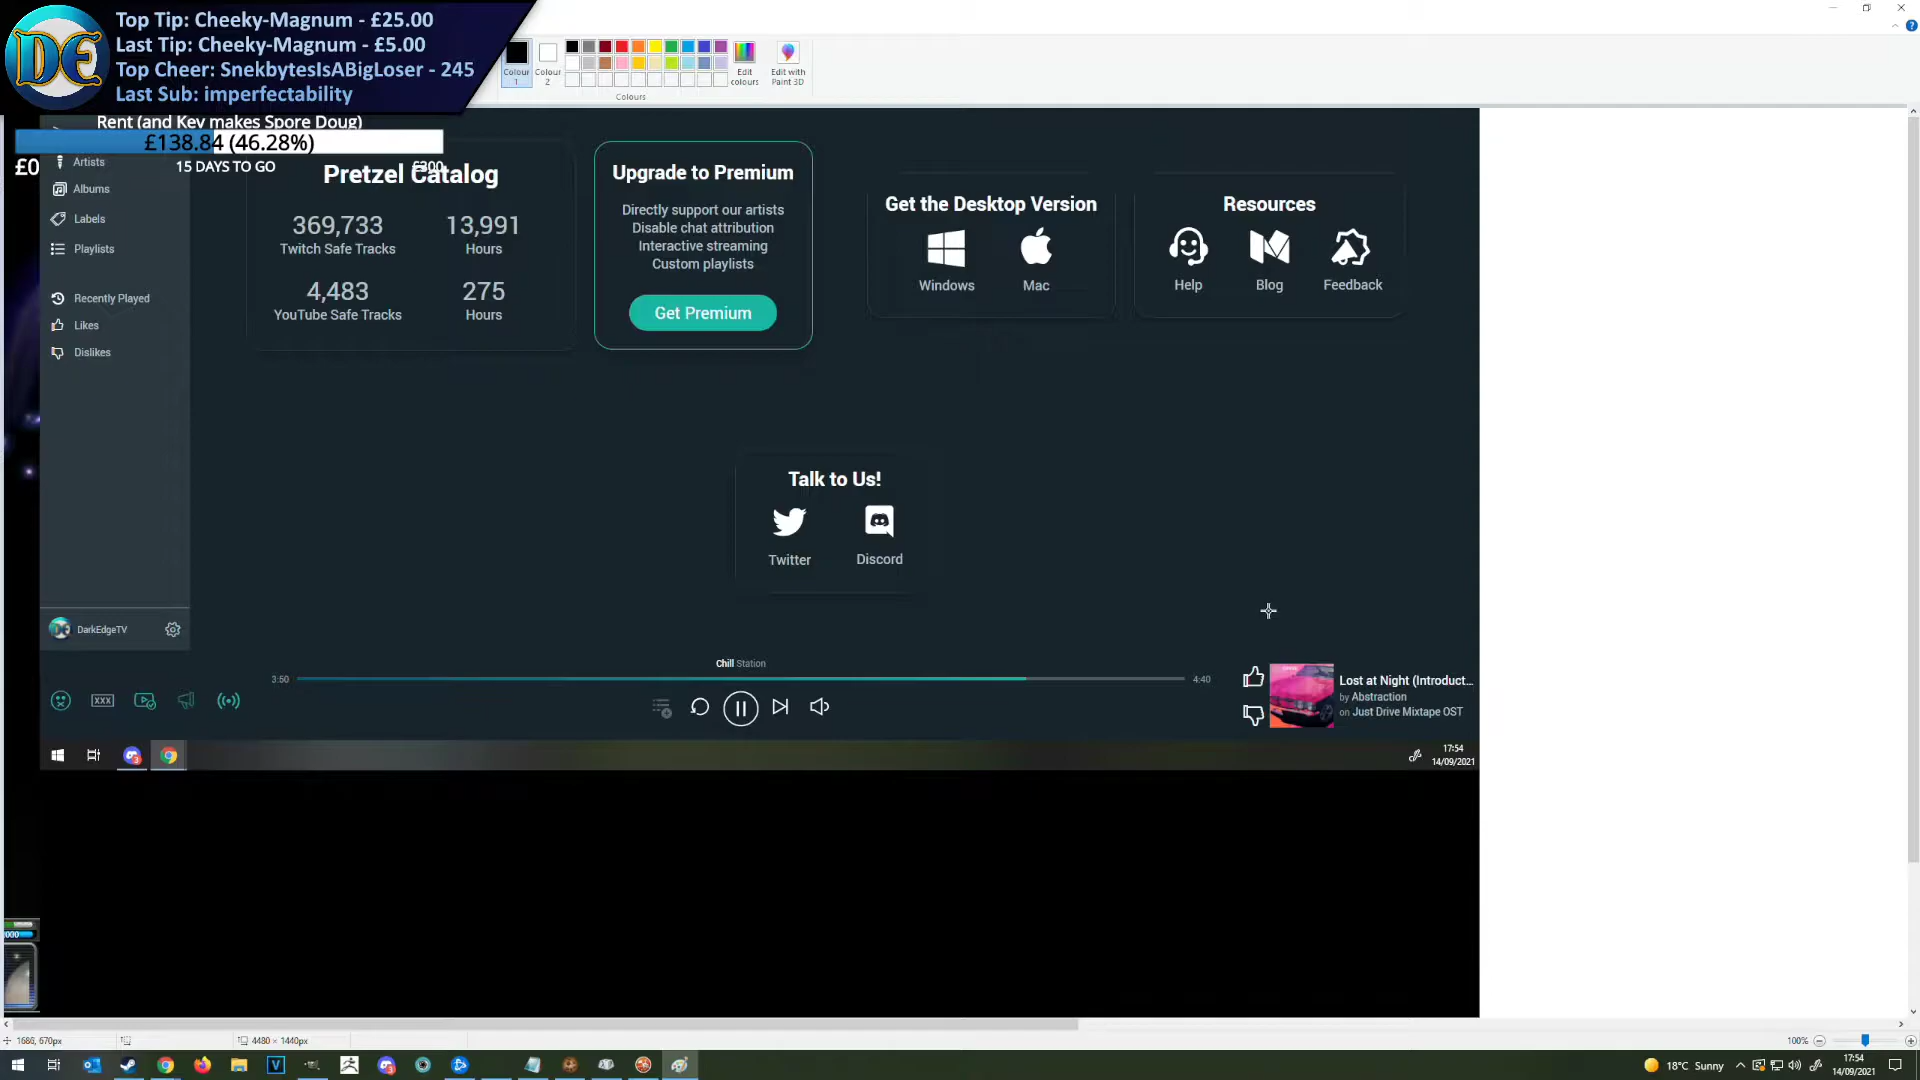 Top Tip: Cheeky-Magnum - £25.00
Last Tip: Cheeky-Magnum - £5.00
Top Cheer: SnekbytesIsABigLoser - 245
Last Sub: imperfectability
DE
Colour 1
Colour 2
Edit colours
Edit with Paint 3D
Colours
Rent (and Kev makes Spore Doug)
£138.84 (46.28%)
£0
15 DAYS TO GO
£300
Artists
Albums
Labels
Playlists
Recently Played
Likes
Dislikes
Pretzel Catalog
369,733
Twitch Safe Tracks
13,991
Hours
4,483
YouTube Safe Tracks
275
Hours
Upgrade to Premium
Directly support our artists
Disable chat attribution
Interactive streaming
Custom playlists
Get Premium
Get the Desktop Version
Windows
Mac
Resources
Help
Blog
Feedback
Talk to Us!
Twitter
Discord
DarkEdgeTV
Chill Station
3:50
4:40
XXX
Lost at Night (Introduct...
by Abstraction
on Just Drive Mixtape OST
17:54
14/09/2021
1686, 670px
4480 × 1440px
100%
18°C Sunny
17:54
14/09/2021